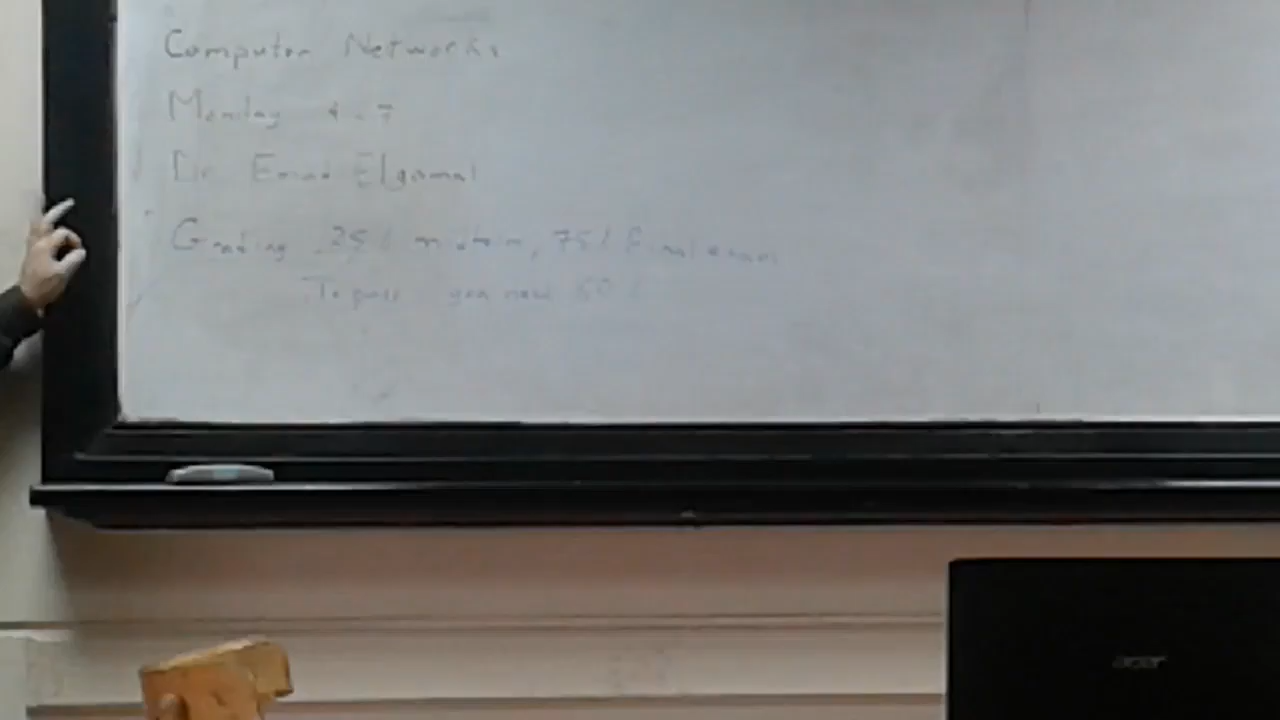 Computer Networks
Monday 4-7
Dr. Emad Elgamal
Grading 25% midterm, 75% Final exam
To pass you need 60%
acer